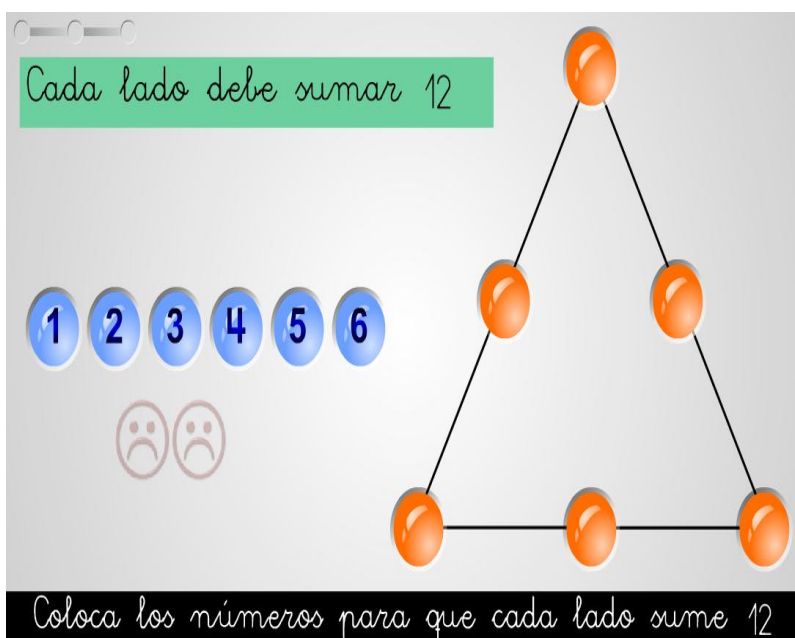 Cada lado debe sumar 12
1 2 3 4 5 6
Coloca los números para que cada lado sume 12